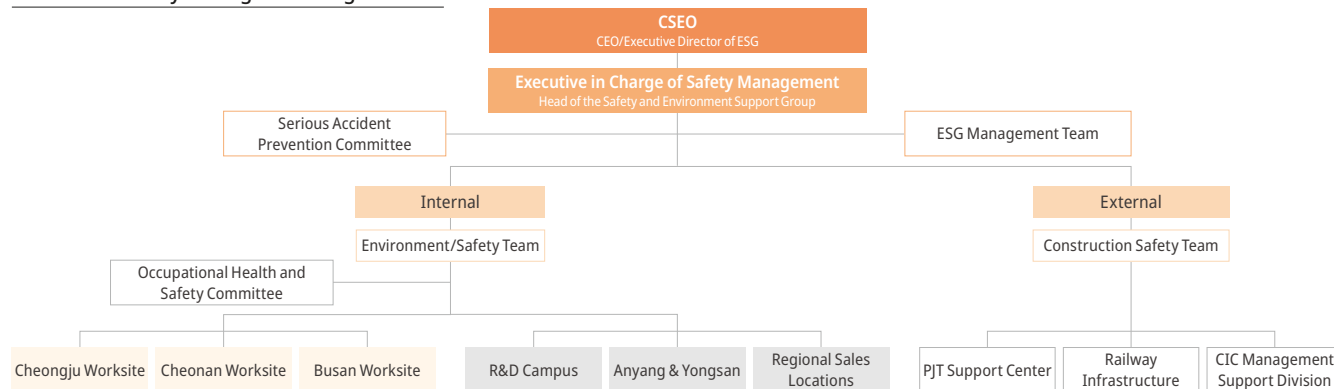 CSEO
CEO/Executive Director of ESG
Executive in Charge of Safety Management
Head of the Safety and Environment Support Group
Serious Accident
Prevention Committee
ESG Management Team
Internal
External
Environment/Safety Team
Construction Safety Team
Occupational Health and
Safety Committee
Cheongju Worksite
Cheonan Worksite
Busan Worksite
R&D Campus
Anyang & Yongsan
Regional Sales
Locations
PJT Support Center
Railway
Infrastructure
CIC Management
Support Division